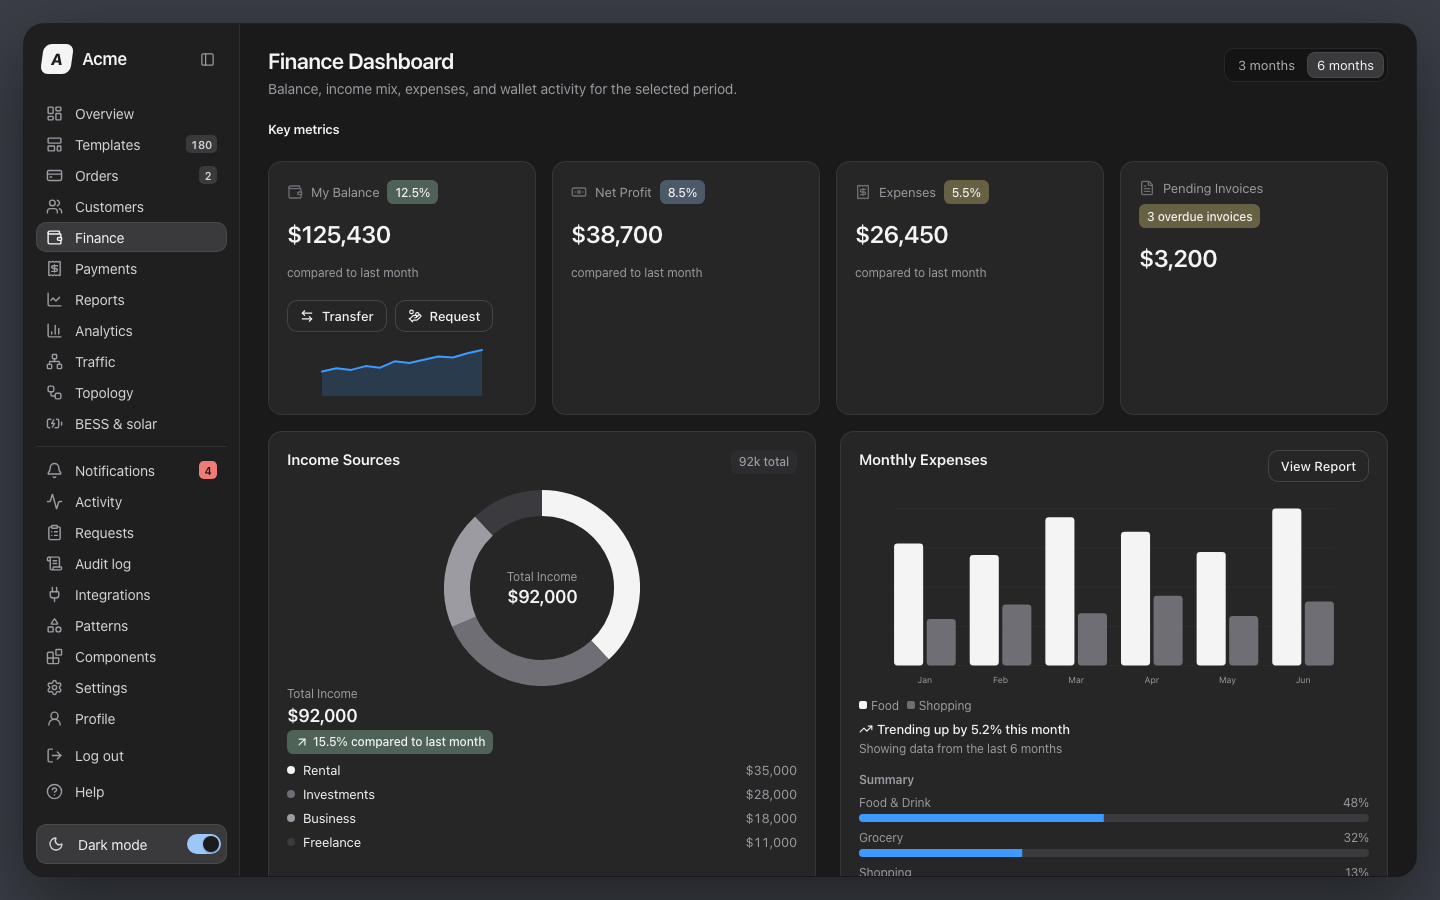 A Acme
Overview
Templates 180
Orders 2
Customers
Finance
Payments
Reports
Analytics
Traffic
Topology
BESS & solar
Notifications 4
Activity
Requests
Audit log
Integrations
Patterns
Components
Settings
Profile
Log out
Help
Dark mode
Finance Dashboard
Balance, income mix, expenses, and wallet activity for the selected period.
3 months 6 months
Key metrics
My Balance 12.5%
$125,430
compared to last month
Transfer Request
Net Profit 8.5%
$38,700
compared to last month
Expenses 5.5%
$26,450
compared to last month
Pending Invoices
3 overdue invoices
$3,200
Income Sources 92k total
Total Income
$92,000
Total Income
$92,000
15.5% compared to last month
Rental $35,000
Investments $28,000
Business $18,000
Freelance $11,000
Monthly Expenses View Report
Jan Feb Mar Apr May Jun
Food Shopping
Trending up by 5.2% this month
Showing data from the last 6 months
Summary
Food & Drink 48%
Grocery 32%
Shopping 13%